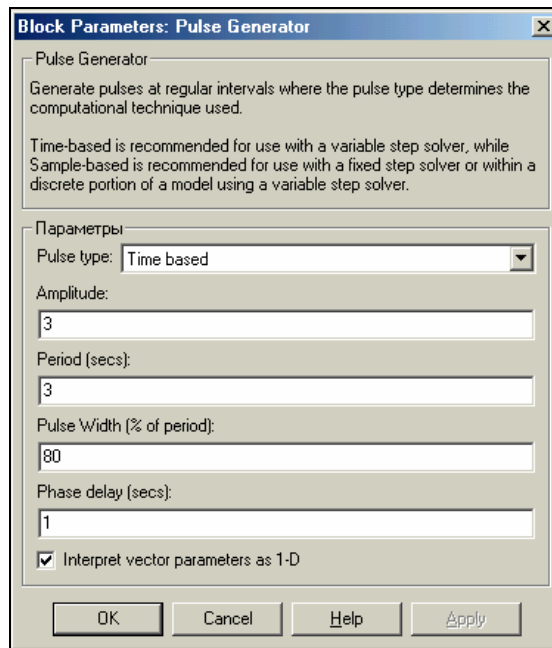 Block Parameters: Pulse Generator
Pulse Generator
Generate pulses at regular intervals where the pulse type determines the
computational technique used.
Time-based is recommended for use with a variable step solver, while
Sample-based is recommended for use with a fixed step solver or within a
discrete portion of a model using a variable step solver.
Параметры
Pulse type: Time based
Amplitude:
3
Period (secs):
3
Pulse Width (% of period):
80
Phase delay (secs):
1
Interpret vector parameters as 1-D
OK Cancel Help Apply